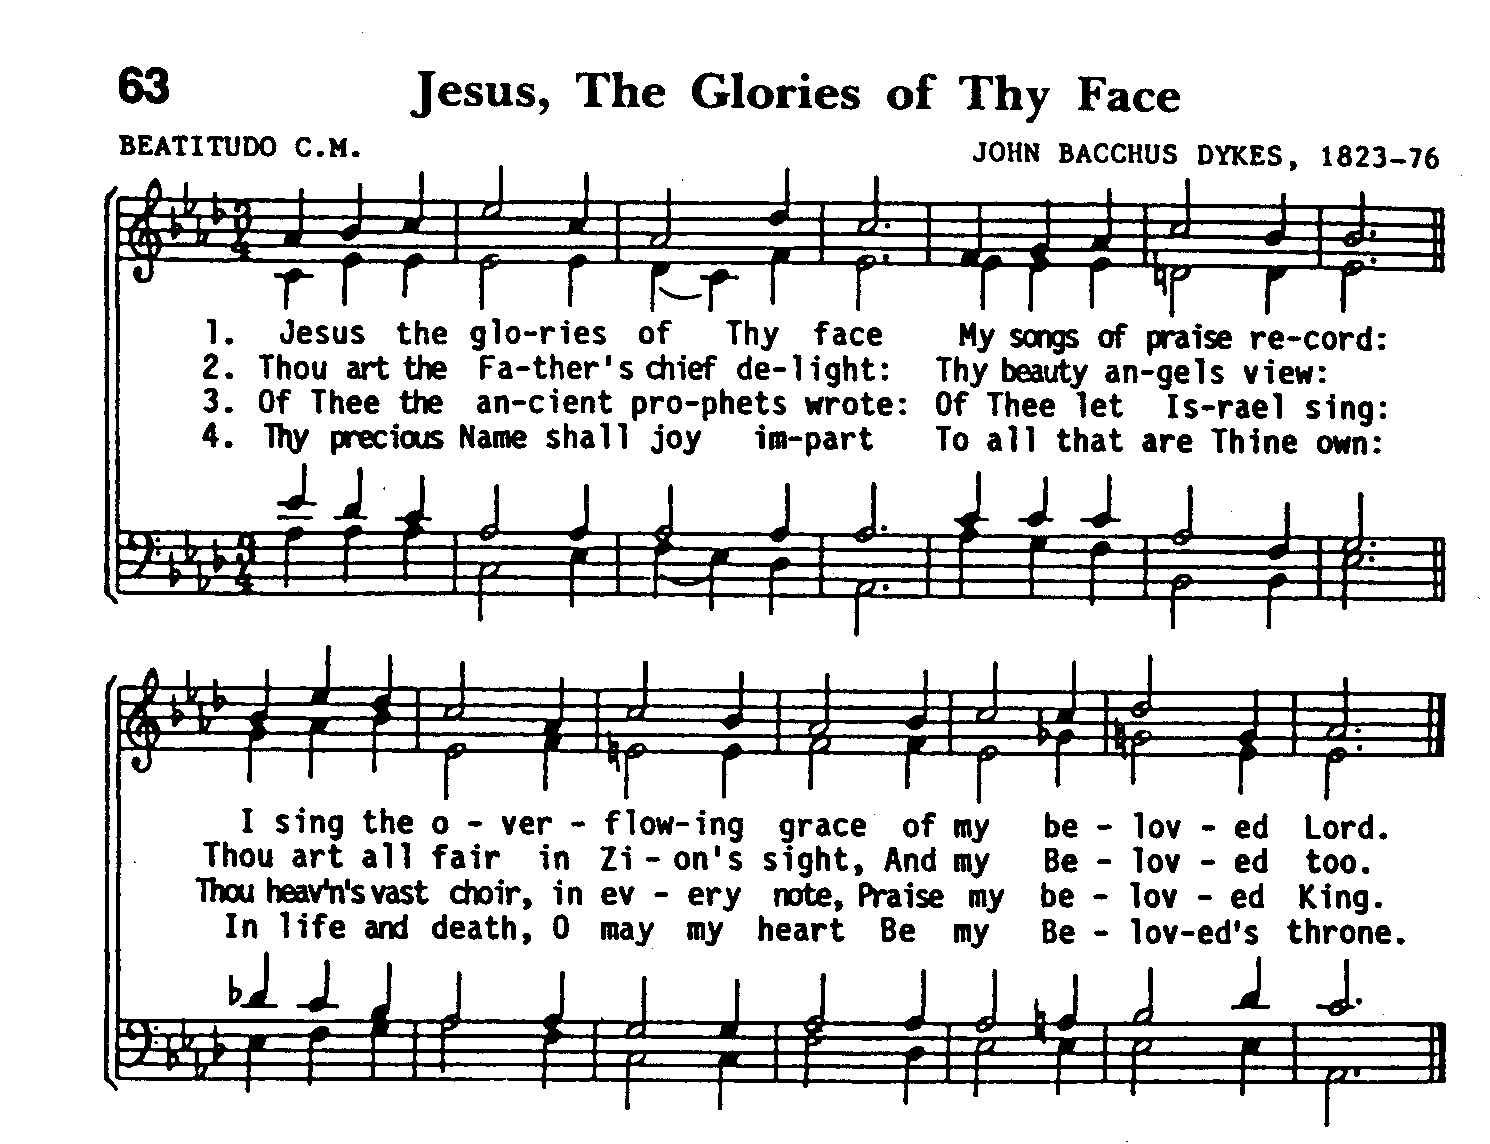 63
Jesus, The Glories of Thy Face
BEATITUDO C.M.
JOHN BACCHUS DYKES, 1823-76
3/4
1. Jesus the glo-ries of Thy face My songs of praise re-cord:
2. Thou art the Fa-ther's chief de-light: Thy beauty an-gels view:
3. Of Thee the an-cient pro-phets wrote: Of Thee let Is-rael sing:
4. Thy precious Name shall joy im-part To all that are Thine own:
3/4
I sing the o - ver - flow-ing grace of my be - lov - ed Lord.
Thou art all fair in Zi - on's sight, And my Be - lov - ed too.
Thou heav'n's vast choir, in ev - ery note, Praise my be - lov - ed King.
In life and death, O may my heart Be my Be - lov-ed's throne.